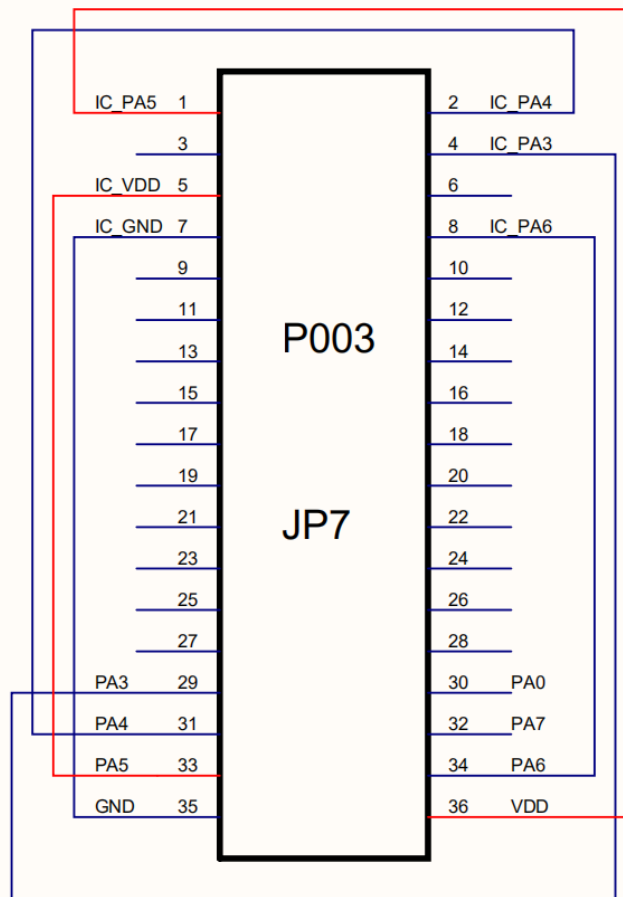 IC_PA5 1 2 IC_PA4
3 4 IC_PA3
IC_VDD 5 6
IC_GND 7 8 IC_PA6
9 10
11 12
P003
13 14
15 16
17 18
19 20
JP7
21 22
23 24
25 26
27 28
PA3 29 30 PA0
PA4 31 32 PA7
PA5 33 34 PA6
GND 35 36 VDD